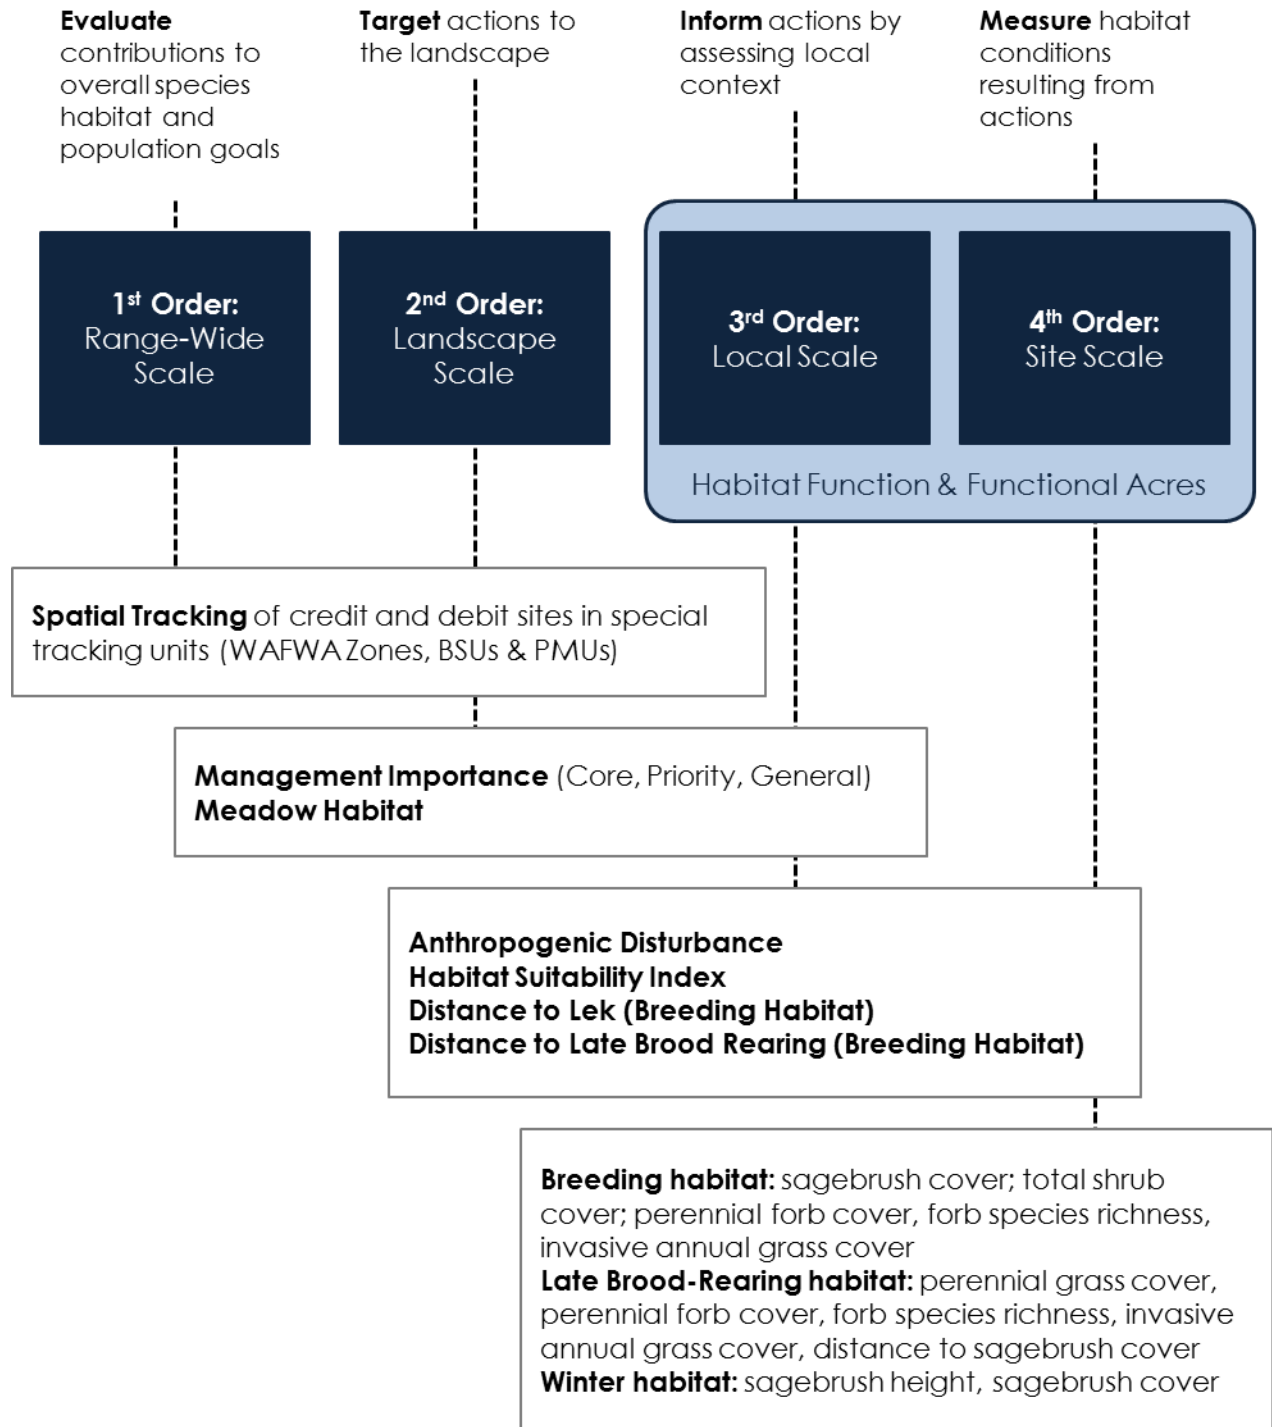 Evaluate
contributions to
overall species
habitat and
population goals
Target actions to
the landscape
Inform actions by
assessing local
context
Measure habitat
conditions
resulting from
actions
1st Order:
Range-Wide
Scale
2nd Order:
Landscape
Scale
3rd Order:
Local Scale
4th Order:
Site Scale
Habitat Function & Functional Acres
Spatial Tracking of credit and debit sites in special
tracking units (WAFWA Zones, BSUs & PMUs)
Management Importance (Core, Priority, General)
Meadow Habitat
Anthropogenic Disturbance
Habitat Suitability Index
Distance to Lek (Breeding Habitat)
Distance to Late Brood Rearing (Breeding Habitat)
Breeding habitat: sagebrush cover; total shrub
cover; perennial forb cover, forb species richness,
invasive annual grass cover
Late Brood-Rearing habitat: perennial grass cover,
perennial forb cover, forb species richness, invasive
annual grass cover, distance to sagebrush cover
Winter habitat: sagebrush height, sagebrush cover